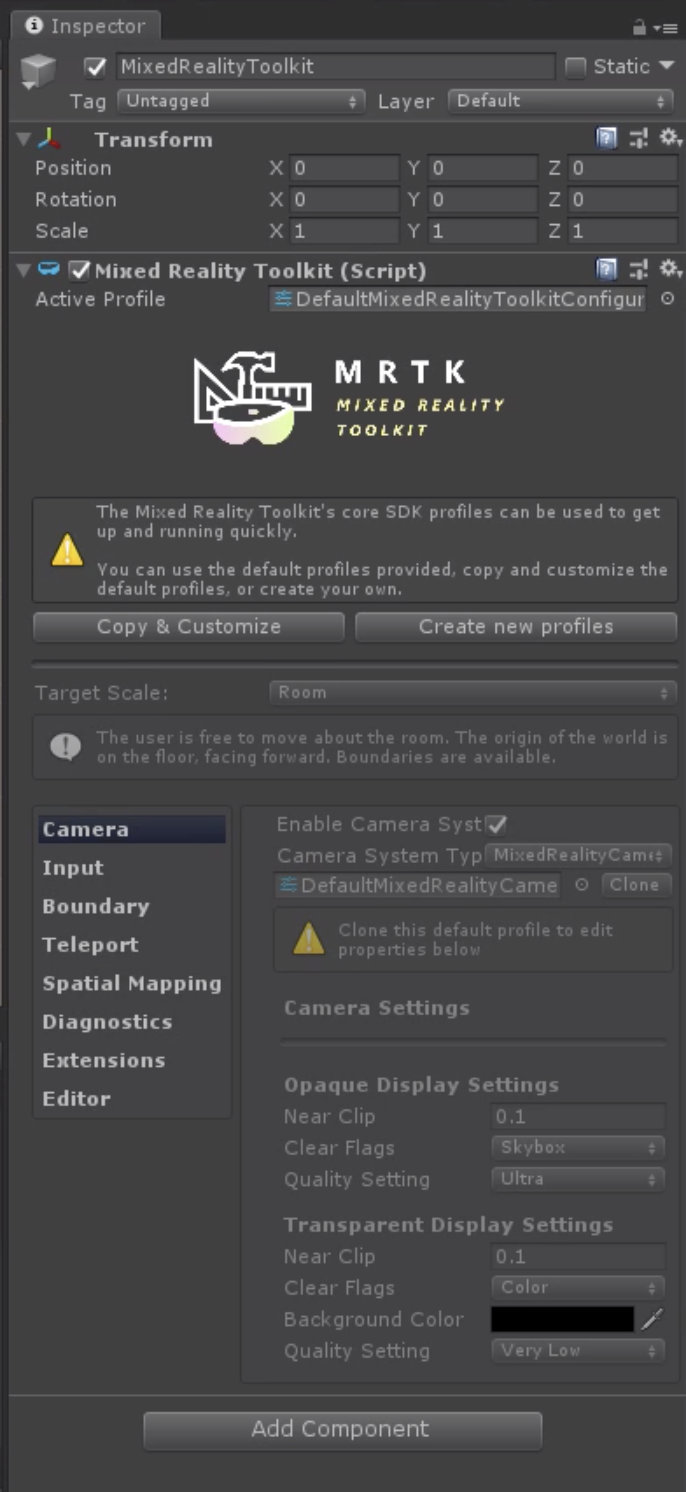 Inspector
MixedRealityToolkit Static
Tag Untagged Layer Default
Transform
Position X 0 Y 0 Z 0
Rotation X 0 Y 0 Z 0
Scale X 1 Y 1 Z 1
Mixed Reality Toolkit (Script)
Active Profile DefaultMixedRealityToolkitConfigur
MRTK
MIXED REALITY
TOOLKIT
The Mixed Reality Toolkit's core SDK profiles can be used to get
up and running quickly.
You can use the default profiles provided, copy and customize the
default profiles, or create your own.
Copy & Customize Create new profiles
Target Scale: Room
The user is free to move about the room. The origin of the world is
on the floor, facing forward. Boundaries are available.
Camera
Input
Boundary
Teleport
Spatial Mapping
Diagnostics
Extensions
Editor
Enable Camera Syst
Camera System Typ MixedRealityCame
DefaultMixedRealityCame Clone
Clone this default profile to edit
properties below
Camera Settings
Opaque Display Settings
Near Clip 0.1
Clear Flags Skybox
Quality Setting Ultra
Transparent Display Settings
Near Clip 0.1
Clear Flags Color
Background Color
Quality Setting Very Low
Add Component